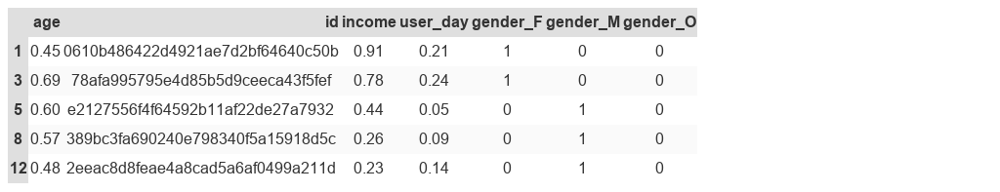 age id income user_day gender_F gender_M gender_O
1 0.45 0610b486422d4921ae7d2bf64640c50b 0.91 0.21 1 0 0
3 0.69 78afa995795e4d85b5d9ceeca43f5fef 0.78 0.24 1 0 0
5 0.60 e2127556f4f64592b11af22de27a7932 0.44 0.05 0 1 0
8 0.57 389bc3fa690240e798340f5a15918d5c 0.26 0.09 0 1 0
12 0.48 2eeac8d8feae4a8cad5a6af0499a211d 0.23 0.14 0 1 0